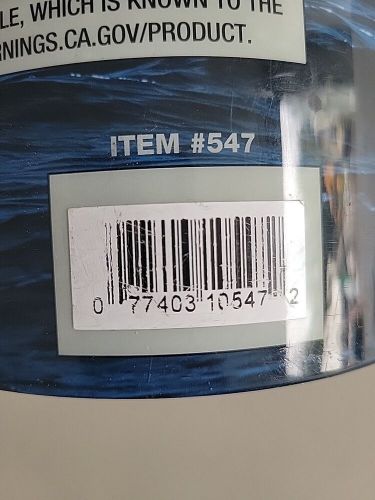 LE, WHICH IS KNOWN TO THE
RNINGS.CA.GOV/PRODUCT.
ITEM #547
0 77403 10547 2